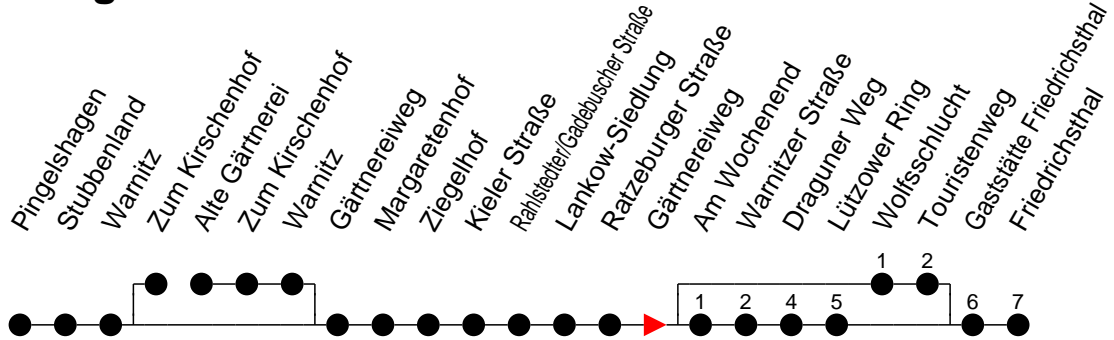 Pingelshagen
Stubbenland
Warnitz
Zum Kirschenhof
Alte Gärtnerei
Zum Kirschenhof
Warnitz
Gärtnereiweg
Margaretenhof
Ziegelhof
Kieler Straße
Rahlstedter/Gadebuscher Straße
Lankow-Siedlung
Ratzeburger Straße
Gärtnereiweg
Am Wochenend
Warnitzer Straße
Draguner Weg
Lützower Ring
Wolfsschlucht
Touristenweg
Gaststätte Friedrichsthal
Friedrichsthal
1 2
1 2 4 5 6 7